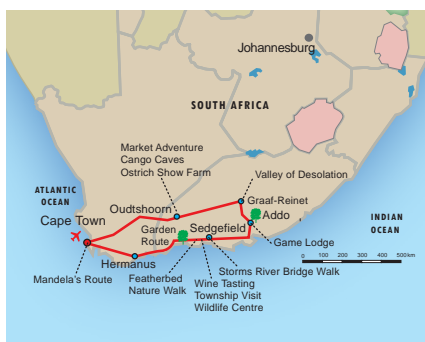 Johannesburg
SOUTH AFRICA
Market Adventure
Cango Caves
Ostrich Show Farm
Valley of Desolation
ATLANTIC
OCEAN
Oudtshoorn
Graaf-Reinet
Addo
Cape Town
Garden
Route
Sedgefield
INDIAN
OCEAN
Game Lodge
Hermanus
Mandela's Route
Featherbed
Nature Walk
Storms River Bridge Walk
Wine Tasting
Township Visit
Wildlife Centre
0 100 200 300 400 500km